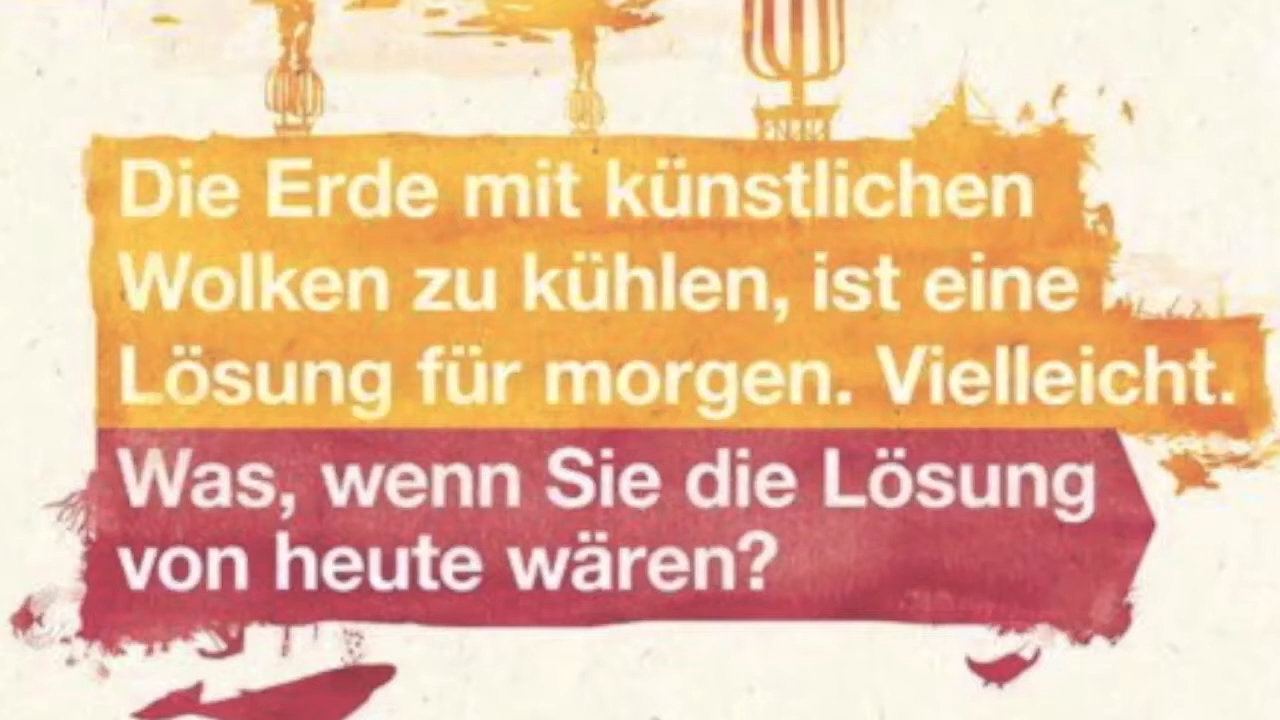 Die Erde mit künstlichen
Wolken zu kühlen, ist eine
Lösung für morgen. Vielleicht.
Was, wenn Sie die Lösung
von heute wären?